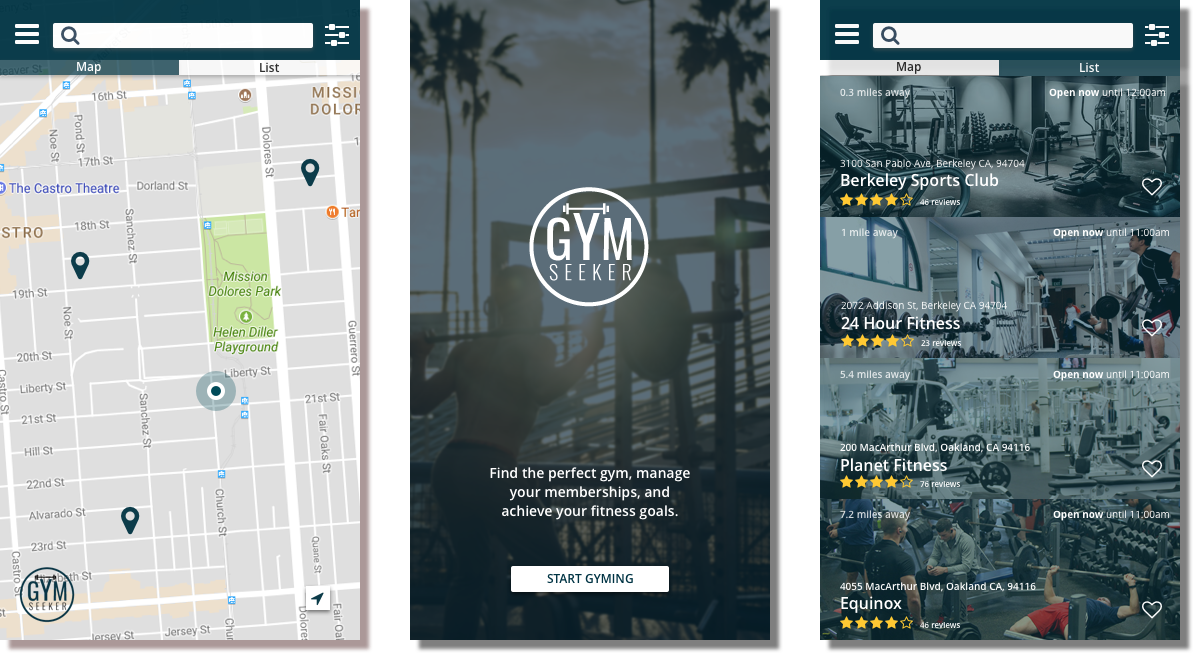 Map
List
Beaver St
16th St
MISSI
DOLOR
Noe St
Pond St
Dolores St
17th St
The Castro Theatre
Dorland St
Tar
18th St
STRO
Sanchez St
Mission
Dolores Park
19th St
Noe St
Helen Diller
Playground
Guerrero St
20th St
Liberty St
Liberty St
Castro St
Sanchez St
21st St
21st St
Fair Oaks St
Hill St
22nd St
Church St
Alvarado St
23rd St
Quane St
GYM
SEEKER
Jersey St
Jersey St
Fair Oak
GYM
SEEKER
Find the perfect gym, manage
your memberships, and
achieve your fitness goals.
START GYMING
Map
List
0.3 miles away
Open now until 12:00am
3100 San Pablo Ave, Berkeley CA, 94704
Berkeley Sports Club
46 reviews
1 mile away
Open now until 11:00am
2072 Addison St, Berkeley CA 94704
24 Hour Fitness
23 reviews
5.4 miles away
Open now until 11:00am
200 MacArthur Blvd, Oakland, CA 94116
Planet Fitness
76 reviews
7.2 miles away
Open now until 11:00am
4055 MacArthur Blvd, Oakland CA, 94116
Equinox
46 reviews